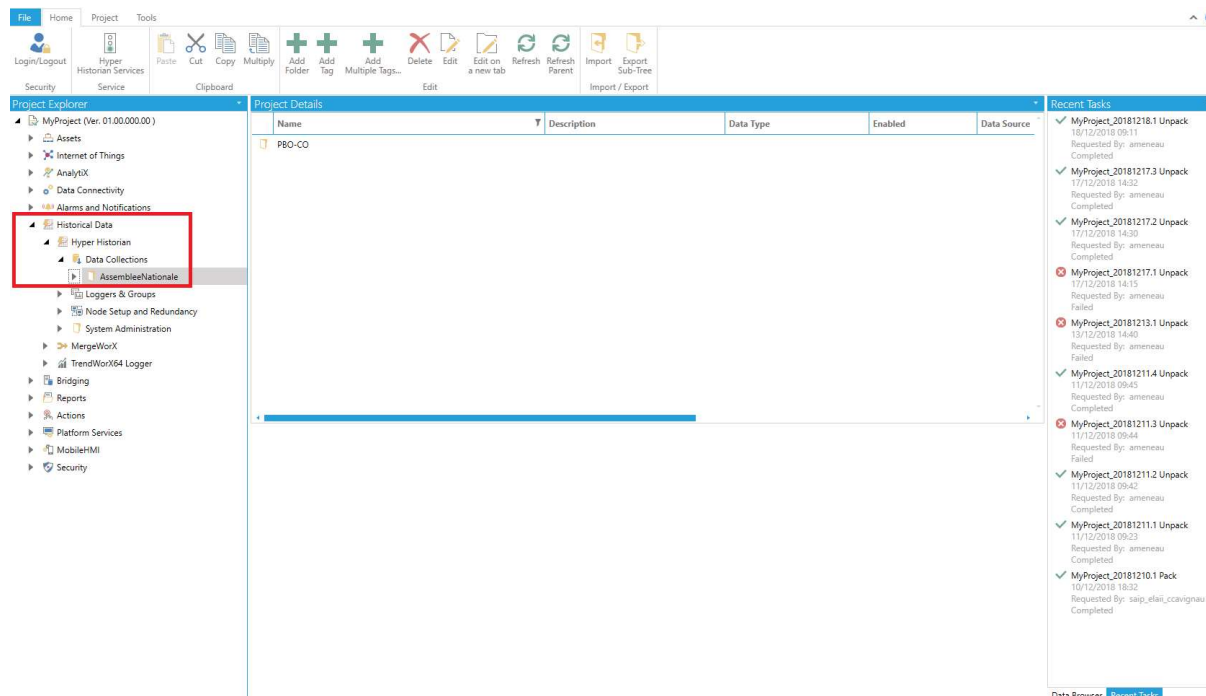 File Home Project Tools
Login/Logout
Hyper
Historian Services
Paste Cut Copy Multiply
Add
Folder
Add
Tag
Add
Multiple Tags...
Delete Edit
Edit on
a new tab
Refresh
Refresh
Parent
Import
Export
Sub-Tree
Security Service Clipboard Edit Import / Export
Project Explorer
MyProject (Ver. 01.00.000.00 )
Assets
Internet of Things
AnalytiX
Data Connectivity
Alarms and Notifications
Historical Data
Hyper Historian
Data Collections
AssembleeNationale
Loggers & Groups
Node Setup and Redundancy
System Administration
MergeWorX
TrendWorX64 Logger
Bridging
Reports
Actions
Platform Services
MobileHMI
Security
Project Details
Name Description Data Type Enabled Data Source
PBO-CO
Recent Tasks
MyProject_20181218.1 Unpack
18/12/2018 09:11
Requested By: ameneau
Completed
MyProject_20181217.3 Unpack
17/12/2018 14:32
Requested By: ameneau
Completed
MyProject_20181217.2 Unpack
17/12/2018 14:30
Requested By: ameneau
Completed
MyProject_20181217.1 Unpack
17/12/2018 14:15
Requested By: ameneau
Failed
MyProject_20181213.1 Unpack
13/12/2018 14:40
Requested By: ameneau
Failed
MyProject_20181211.4 Unpack
11/12/2018 09:45
Requested By: ameneau
Completed
MyProject_20181211.3 Unpack
11/12/2018 09:44
Requested By: ameneau
Failed
MyProject_20181211.2 Unpack
11/12/2018 09:42
Requested By: ameneau
Completed
MyProject_20181211.1 Unpack
11/12/2018 09:23
Requested By: ameneau
Completed
MyProject_20181210.1 Pack
10/12/2018 18:32
Requested By: saip_elaii_ccavignau
Completed
Data Browser Recent Tasks